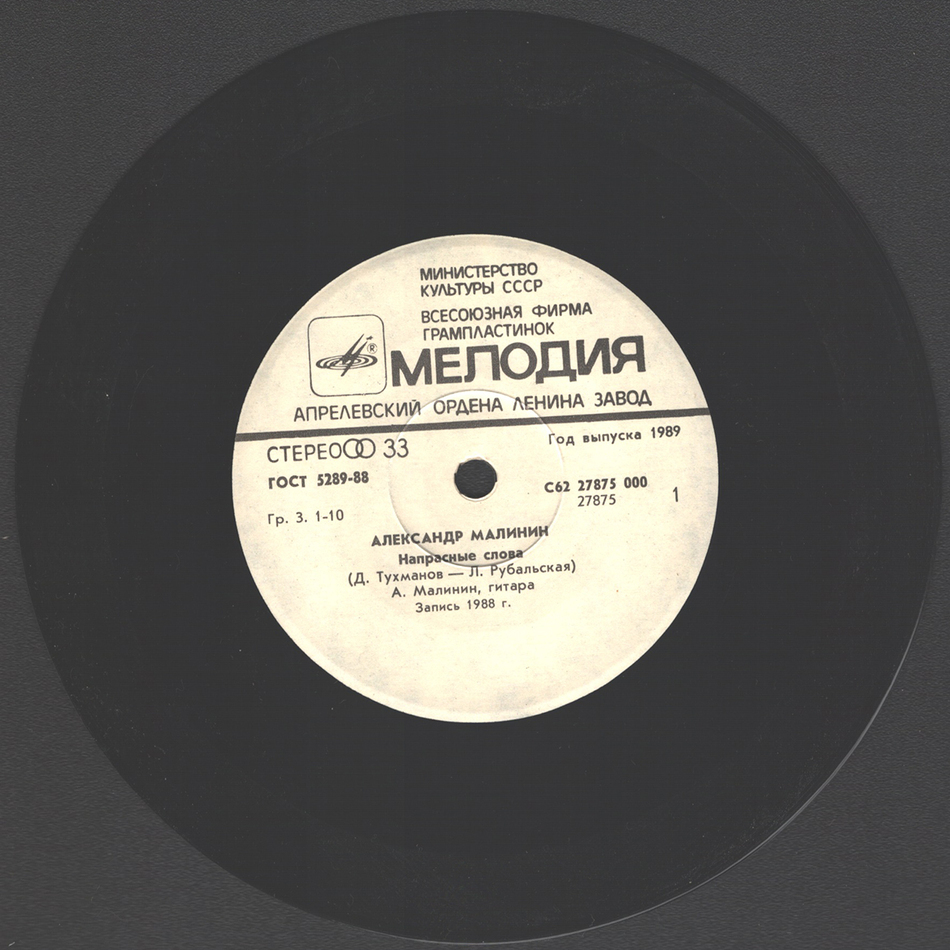 МИНИСТЕРСТВО
КУЛЬТУРЫ СССР
ВСЕСОЮЗНАЯ ФИРМА
ГРАМПЛАСТИНОК
®
МЕЛОДИЯ
АПРЕЛЕВСКИЙ ОРДЕНА ЛЕНИНА ЗАВОД
СТЕРЕО 33
Год выпуска 1989
ГОСТ 5289-88
С62 27875 000
27875
1
Гр. 3. 1-10
АЛЕКСАНДР МАЛИНИН
Напрасные слова
(Д. Тухманов — Л. Рубальская)
А. Малинин, гитара
Запись 1988 г.